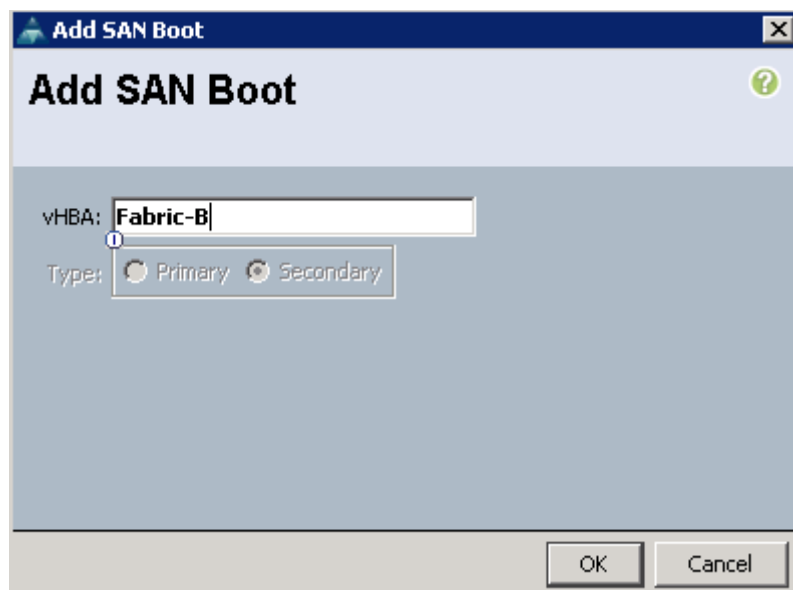 Add SAN Boot
Add SAN Boot
?
vHBA: Fabric-B
Type: Primary Secondary
OK Cancel